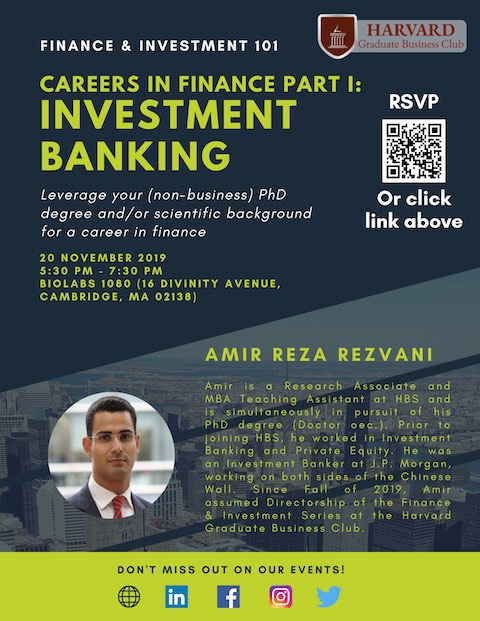 FINANCE & INVESTMENT 101
HARVARD
Graduate Business Club
CAREERS IN FINANCE PART I:
INVESTMENT
BANKING
Leverage your (non-business) PhD
degree and/or scientific background
for a career in finance
20 NOVEMBER 2019
5:30 PM - 7:30 PM
BIOLABS 1080 (16 DIVINITY AVENUE,
CAMBRIDGE, MA 02138)
RSVP
Or click
link above
AMIR REZA REZVANI
Amir is a Research Associate and
MBA Teaching Assistant at HBS and
is simultaneously in pursuit of his
PhD degree (Doctor oec.). Prior to
joining HBS, he worked in Investment
Banking and Private Equity. He was
an Investment Banker at J.P. Morgan,
working on both sides of the Chinese
Wall. Since Fall of 2019, Amir
assumed Directorship of the Finance
& Investment Series at the Harvard
Graduate Business Club.
DON'T MISS OUT ON OUR EVENTS!